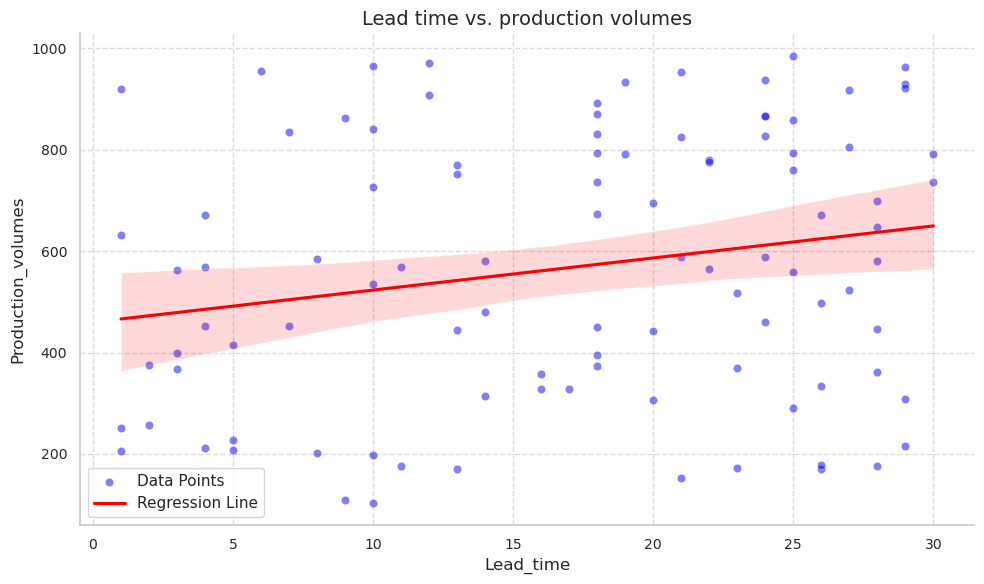 Lead time vs. production volumes
Production_volumes
1000
800
600
400
200
Data Points
Regression Line
0 5 10 15 20 25 30
Lead_time